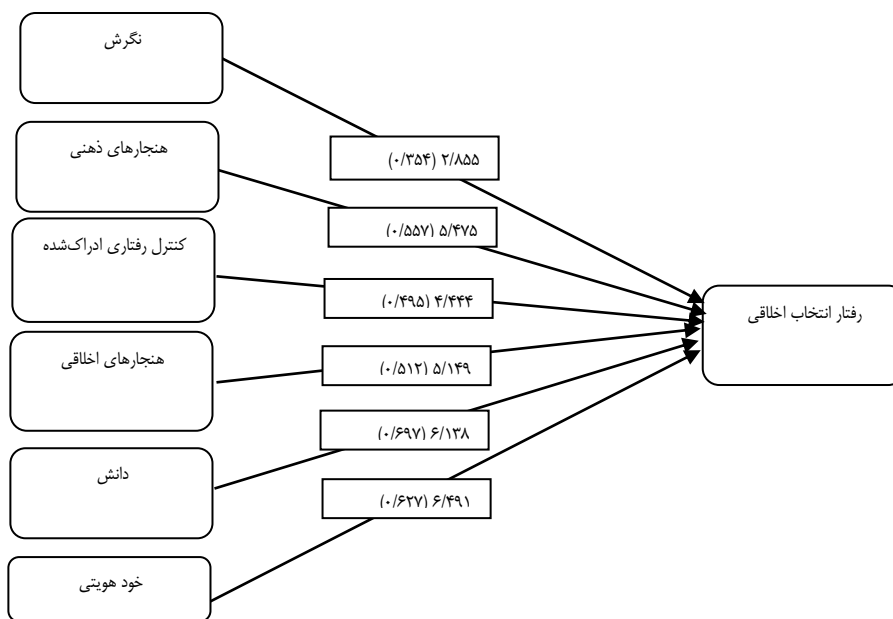 نگرش
هنجارهای ذهنی
کنترل رفتاری ادراک‌شده
هنجارهای اخلاقی
دانش
خود هویتی
۲/۸۵۵ (۰/۳۵۴)
۵/۴۷۵ (۰/۵۵۷)
۴/۴۴۴ (۰/۴۹۵)
۵/۱۴۹ (۰/۵۱۲)
۶/۱۳۸ (۰/۶۹۷)
۶/۴۹۱ (۰/۶۲۷)
رفتار انتخاب اخلاقی